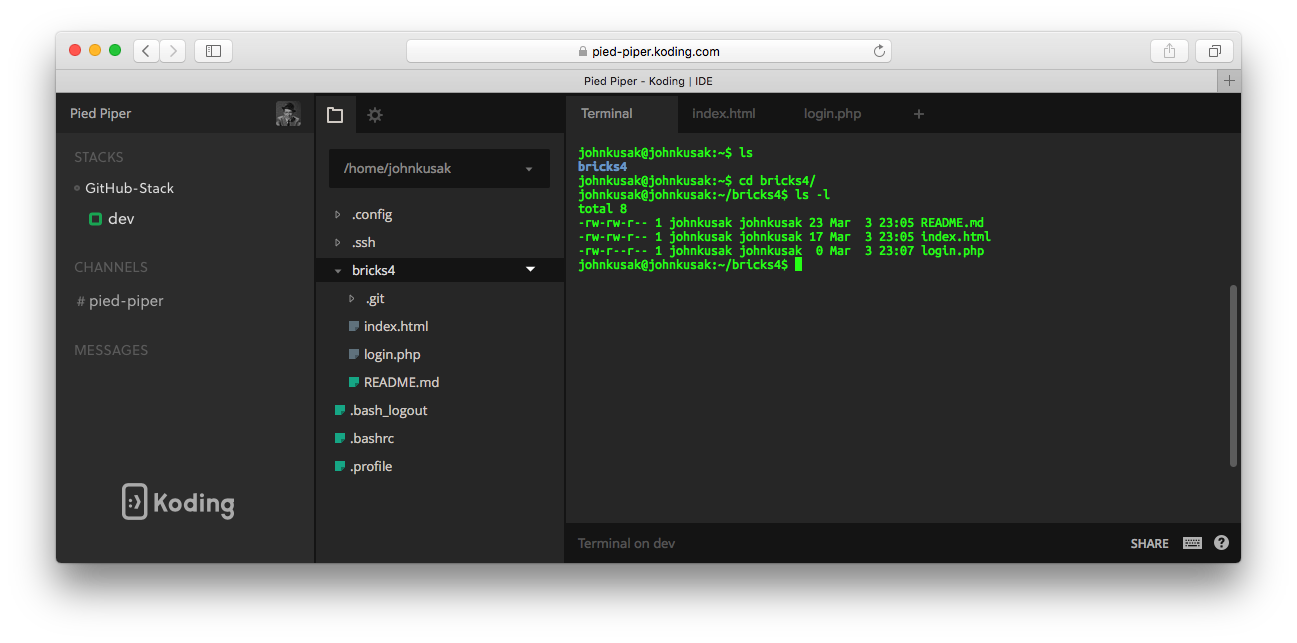 pied-piper.koding.com
Pied Piper - Koding | IDE
Pied Piper
STACKS
GitHub-Stack
dev
CHANNELS
# pied-piper
MESSAGES
:) Koding
/home/johnkusak
.config
.ssh
bricks4
.git
index.html
login.php
README.md
.bash_logout
.bashrc
.profile
Terminal index.html login.php +
johnkusak@johnkusak:~$ ls
bricks4
johnkusak@johnkusak:~$ cd bricks4/
johnkusak@johnkusak:~/bricks4$ ls -l
total 8
-rw-rw-r-- 1 johnkusak johnkusak 23 Mar  3 23:05 README.md
-rw-rw-r-- 1 johnkusak johnkusak 17 Mar  3 23:05 index.html
-rw-r--r-- 1 johnkusak johnkusak  0 Mar  3 23:07 login.php
johnkusak@johnkusak:~/bricks4$
Terminal on dev
SHARE ?